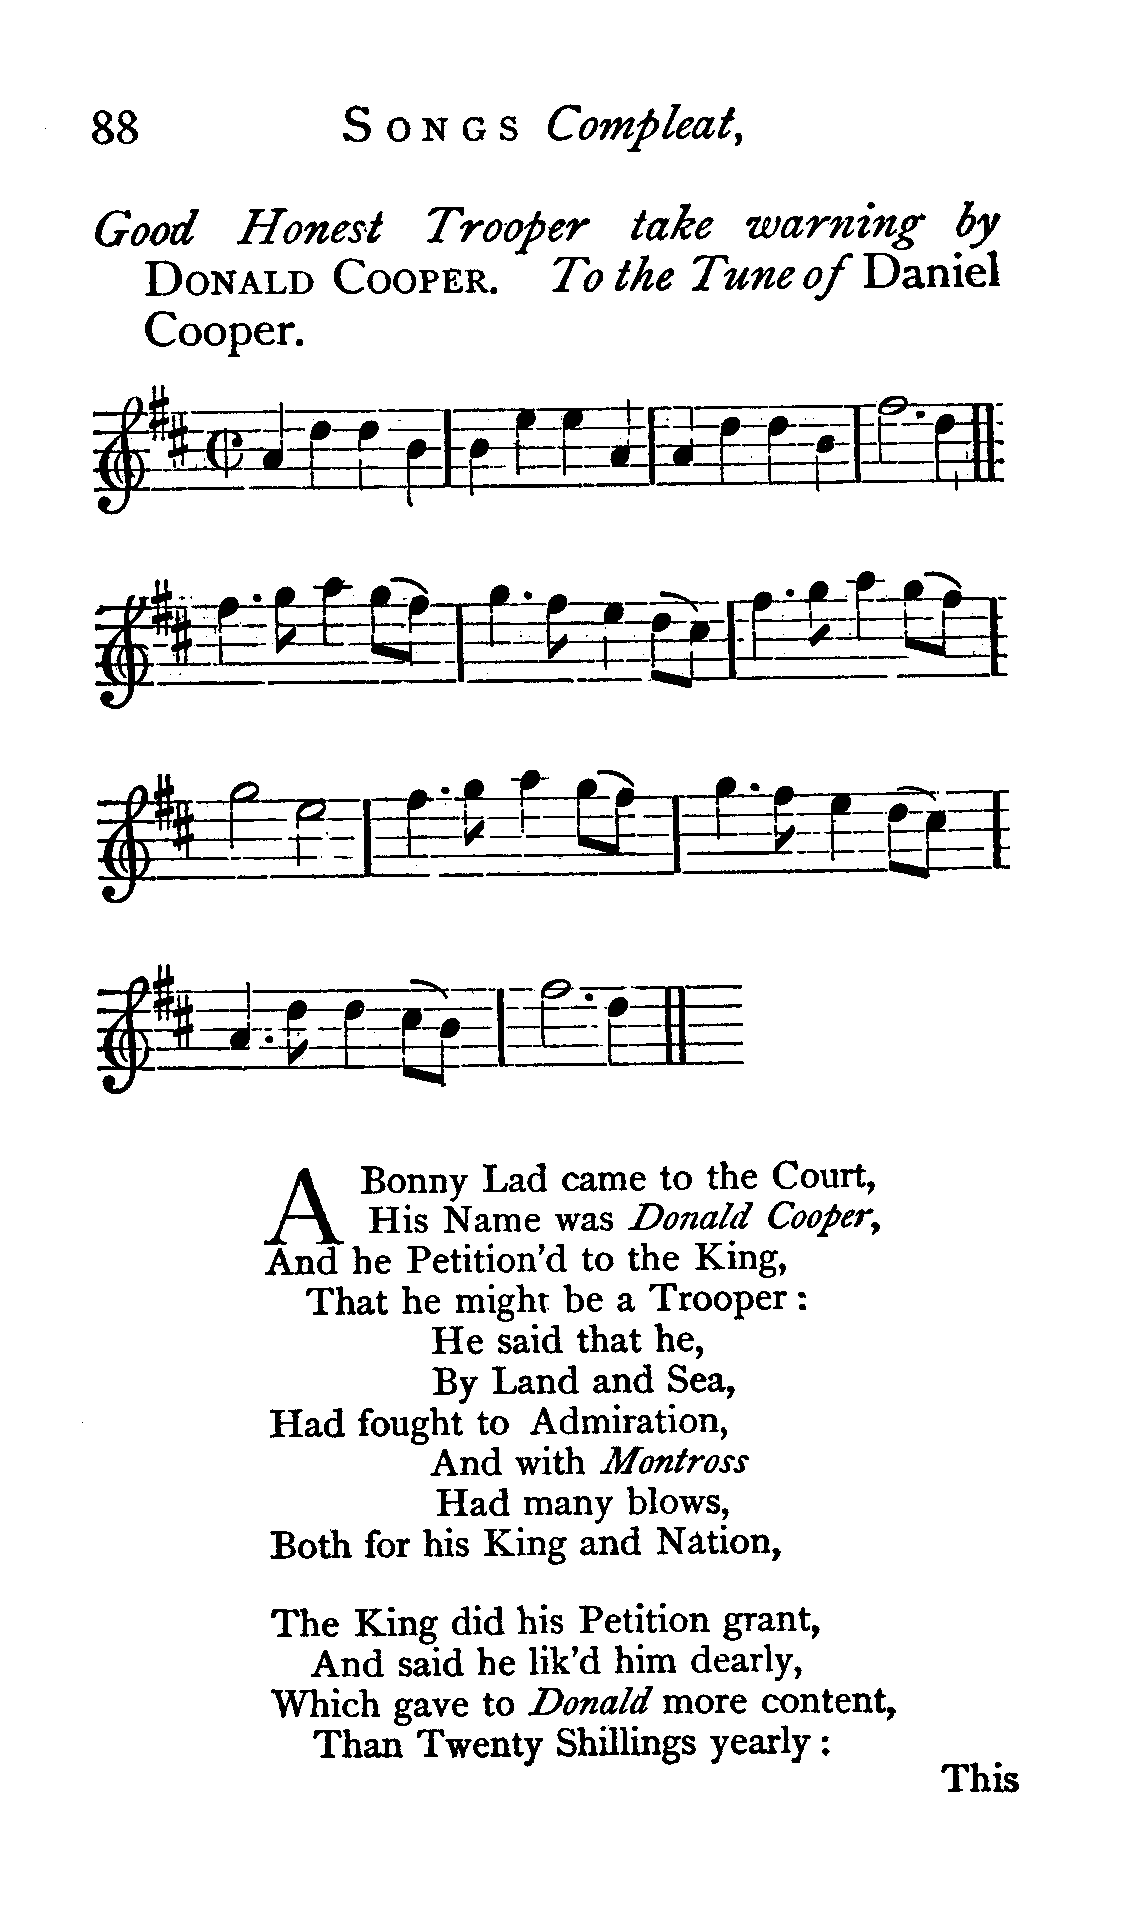 88 SONGS Compleat,
Good Honest Trooper take warning by
DONALD COOPER. To the Tune of Daniel
Cooper.
A Bonny Lad came to the Court,
His Name was Donald Cooper,
And he Petition'd to the King,
That he might be a Trooper :
He said that he,
By Land and Sea,
Had fought to Admiration,
And with Montross
Had many blows,
Both for his King and Nation,
The King did his Petition grant,
And said he lik'd him dearly,
Which gave to Donald more content,
Than Twenty Shillings yearly :
This